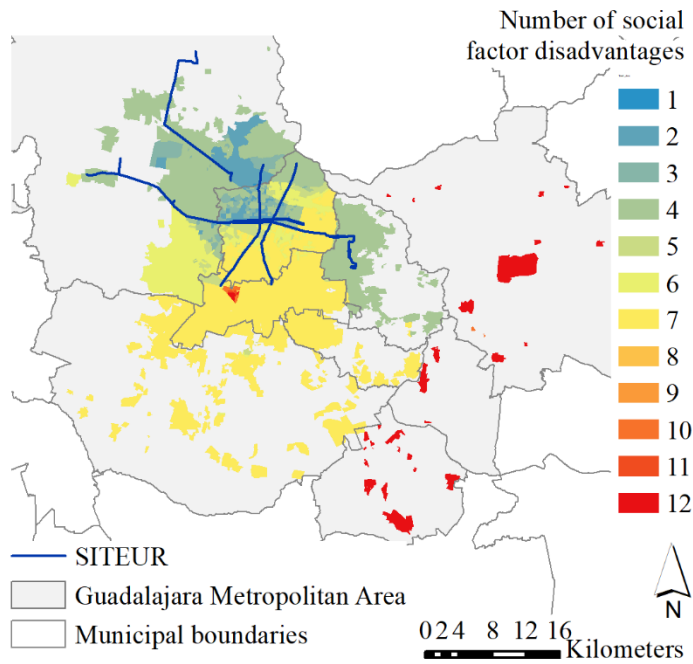 Number of social
factor disadvantages
1
2
3
4
5
6
7
8
9
10
11
12
SITEUR
Guadalajara Metropolitan Area
Municipal boundaries
0 2 4 8 12 16
Kilometers
N